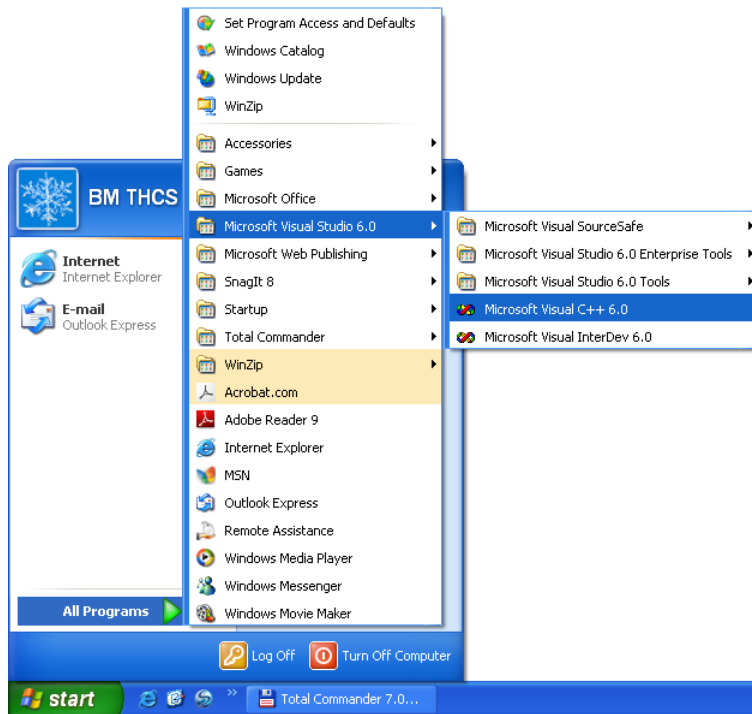 Set Program Access and Defaults
Windows Catalog
Windows Update
WinZip
Accessories
Games
Microsoft Office
Microsoft Visual Studio 6.0
Microsoft Web Publishing
SnagIt 8
Startup
Total Commander
WinZip
Acrobat.com
Adobe Reader 9
Internet Explorer
MSN
Outlook Express
Remote Assistance
Windows Media Player
Windows Messenger
Windows Movie Maker
Microsoft Visual SourceSafe
Microsoft Visual Studio 6.0 Enterprise Tools
Microsoft Visual Studio 6.0 Tools
Microsoft Visual C++ 6.0
Microsoft Visual InterDev 6.0
BM THCS
Internet
Internet Explorer
E-mail
Outlook Express
All Programs
Log Off
Turn Off Computer
start
Total Commander 7.0...